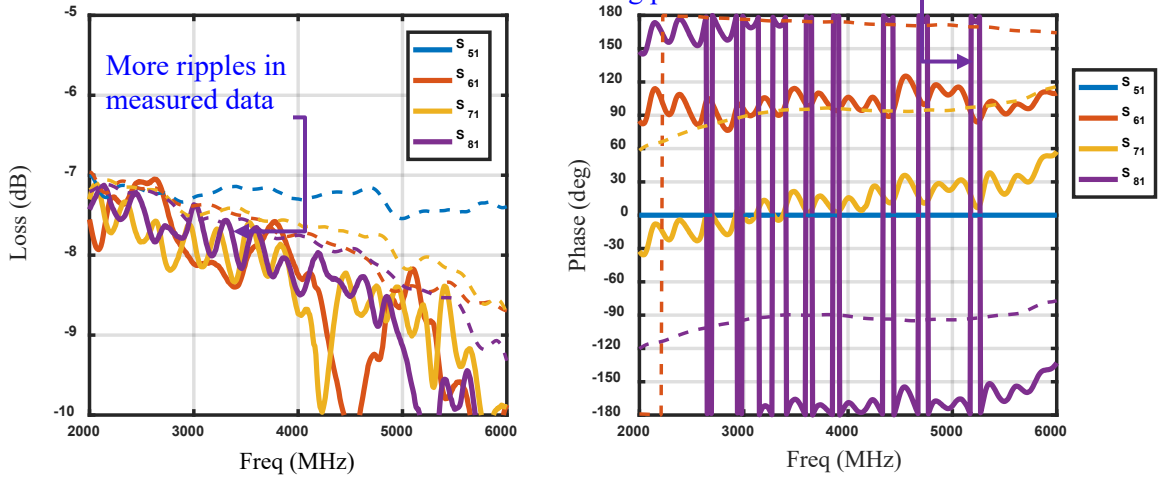 -5
-6
-7
-8
-9
-10
Loss (dB)
More ripples in
measured data
S 51
S 61
S 71
S 81
2000
3000
4000
5000
6000
Freq (MHz)
180
150
120
90
60
30
0
-30
-60
-90
-120
-150
-180
Phase (deg)
S 51
S 61
S 71
S 81
2000
3000
4000
5000
6000
Freq (MHz)